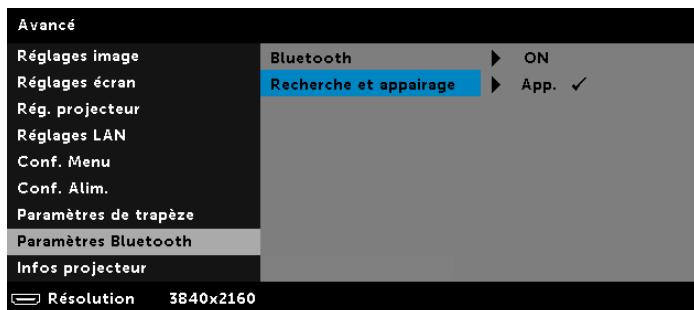 Avancé
Réglages image
Réglages écran
Rég. projecteur
Réglages LAN
Conf. Menu
Conf. Alim.
Paramètres de trapèze
Paramètres Bluetooth
Infos projecteur
Bluetooth ON
Recherche et appairage App. ✓
Résolution 3840x2160